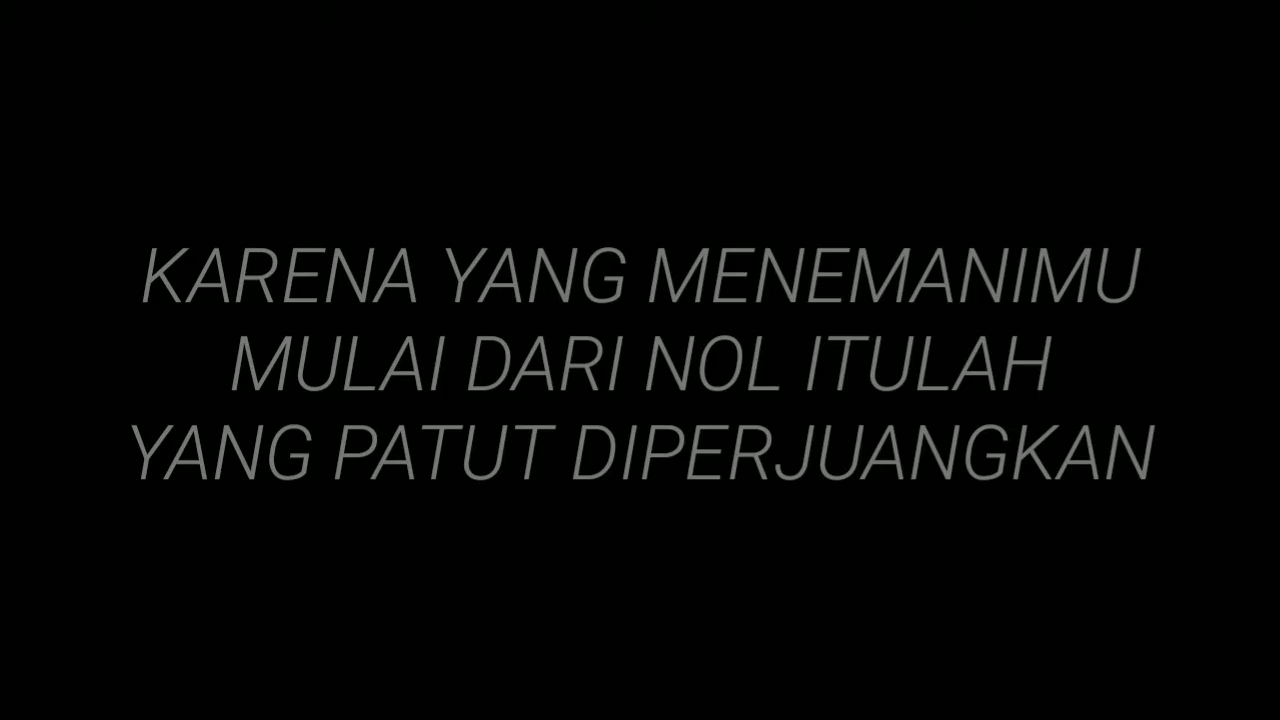 KARENA YANG MENEMANIMU
MULAI DARI NOL ITULAH
YANG PATUT DIPERJUANGKAN